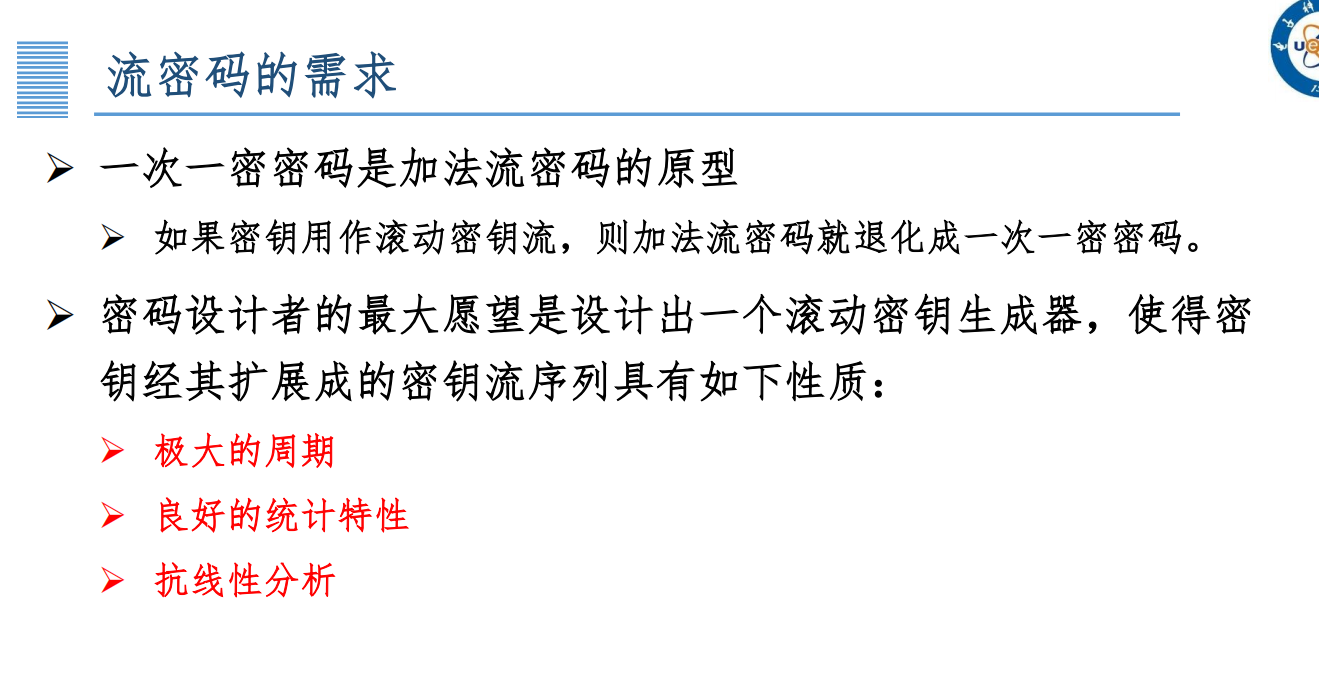 流密码的需求
一次一密密码是加法流密码的原型
如果密钥用作滚动密钥流，则加法流密码就退化成一次一密密码。
密码设计者的最大愿望是设计出一个滚动密钥生成器，使得密
钥经其扩展成的密钥流序列具有如下性质：
极大的周期
良好的统计特性
抗线性分析